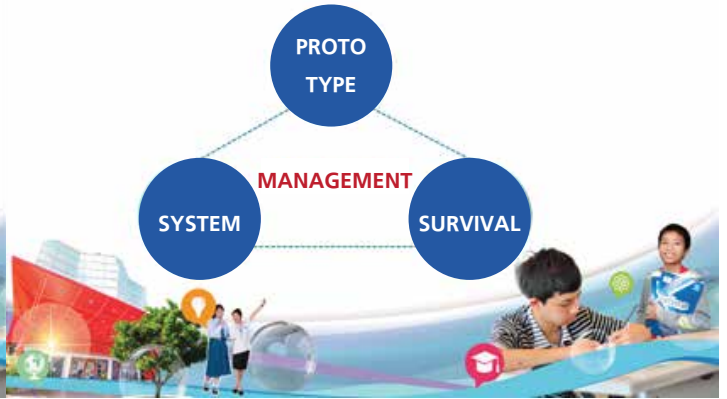 PROTO
TYPE
MANAGEMENT
SYSTEM
SURVIVAL